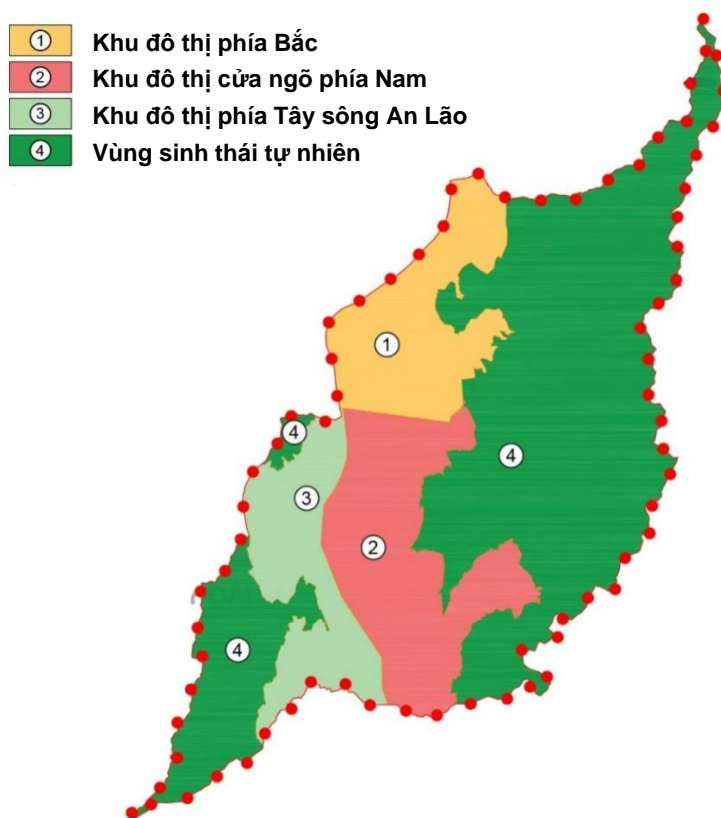 1 Khu đô thị phía Bắc
2 Khu đô thị cửa ngõ phía Nam
3 Khu đô thị phía Tây sông An Lão
4 Vùng sinh thái tự nhiên
1
4
4
3
2
4